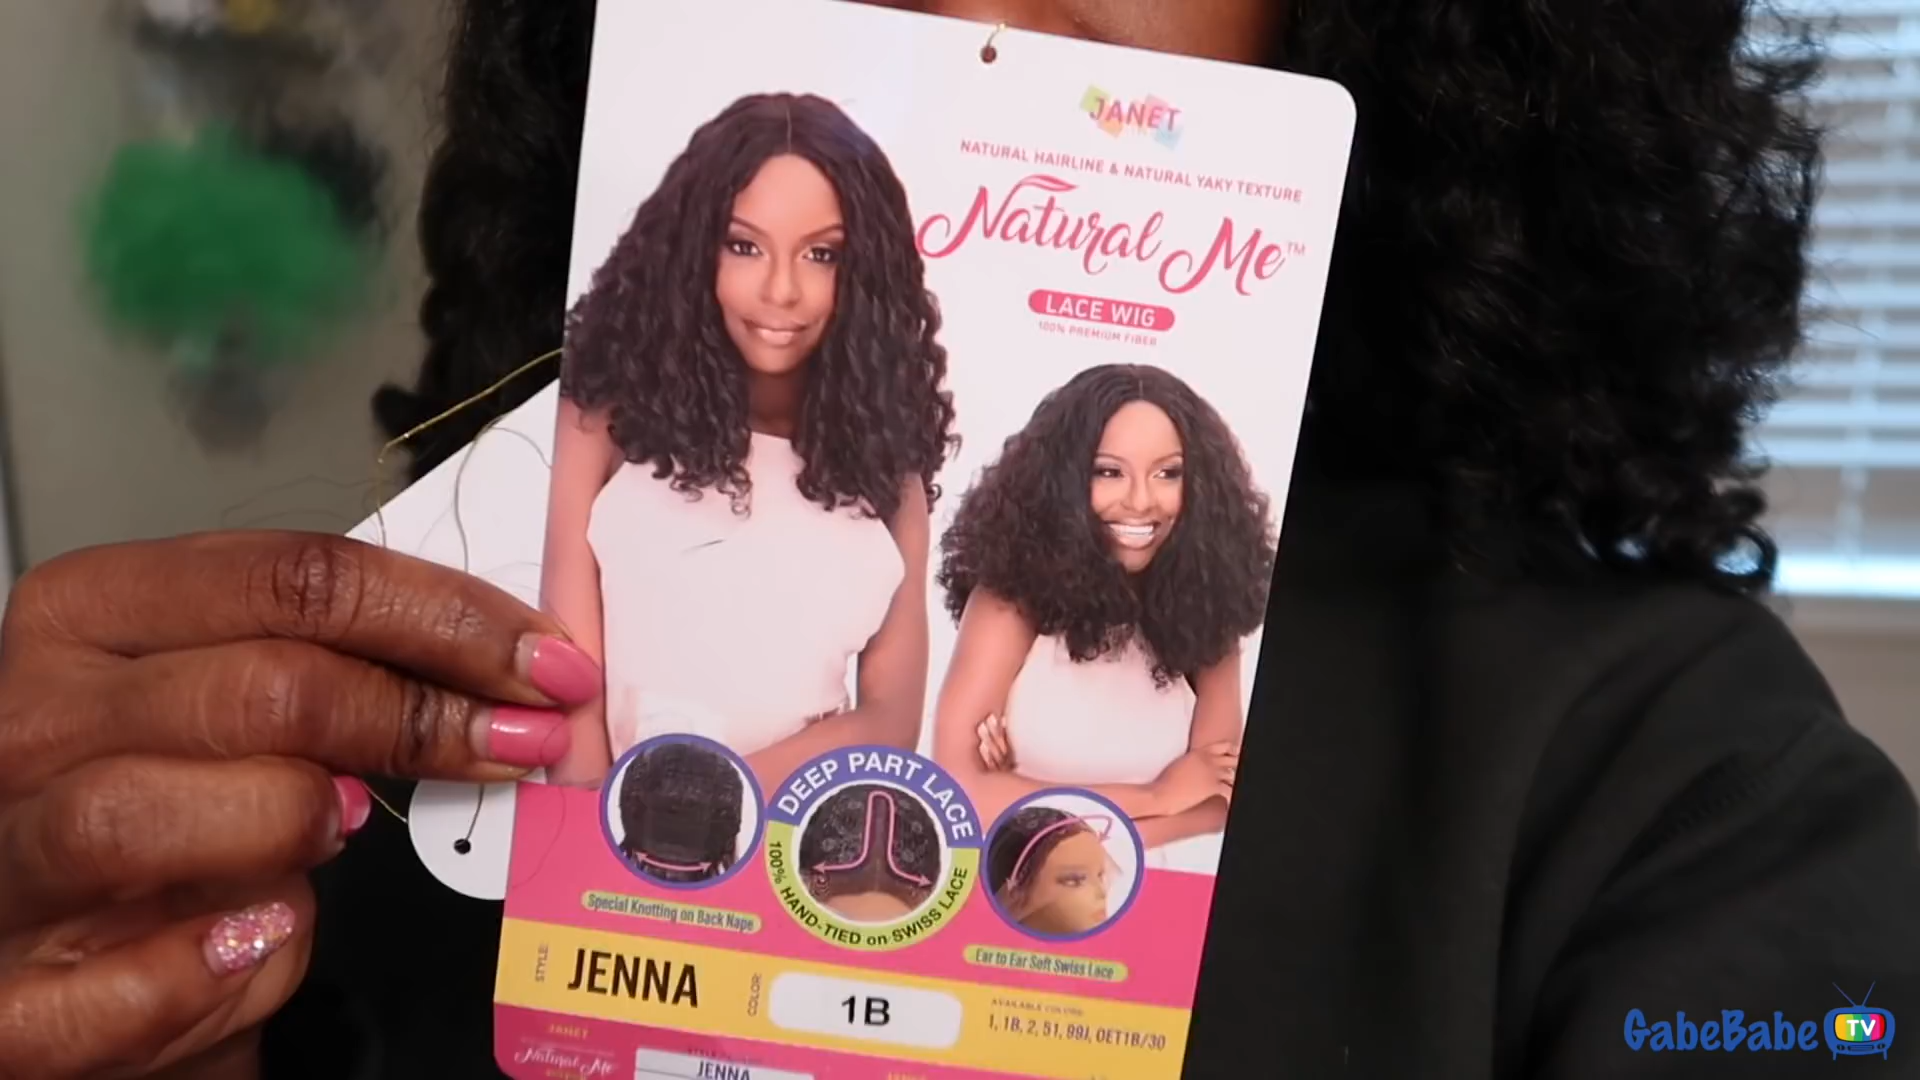 JANET
NATURAL HAIRLINE & NATURAL YAKY TEXTURE
Natural Me™
LACE WIG
100% PREMIUM FIBER
DEEP PART LACE
100% HAND-TIED on SWISS LACE
Special Knotting on Back Nape
Ear to Ear Soft Swiss Lace
STYLE:
JENNA
COLOR:
1B
AVAILABLE COLORS:
1, 1B, 2, 51, 99J, OET1B/30
JANET
Natural Me
JENNA
GabeBabe TV